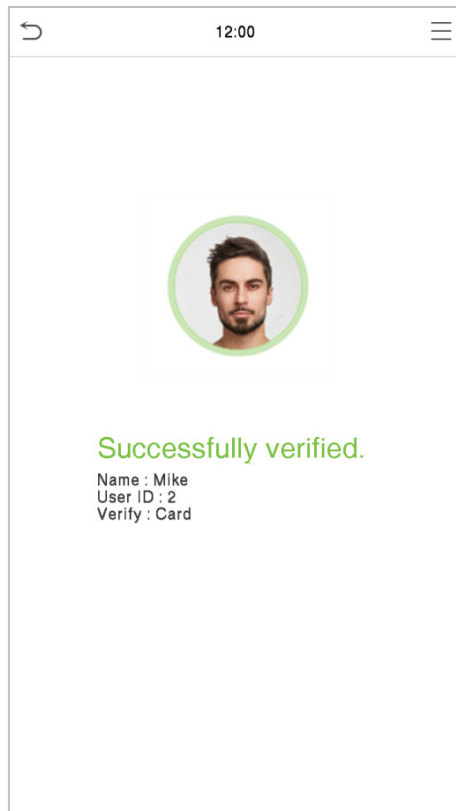 12:00
Successfully verified.
Name : Mike
User ID : 2
Verify : Card